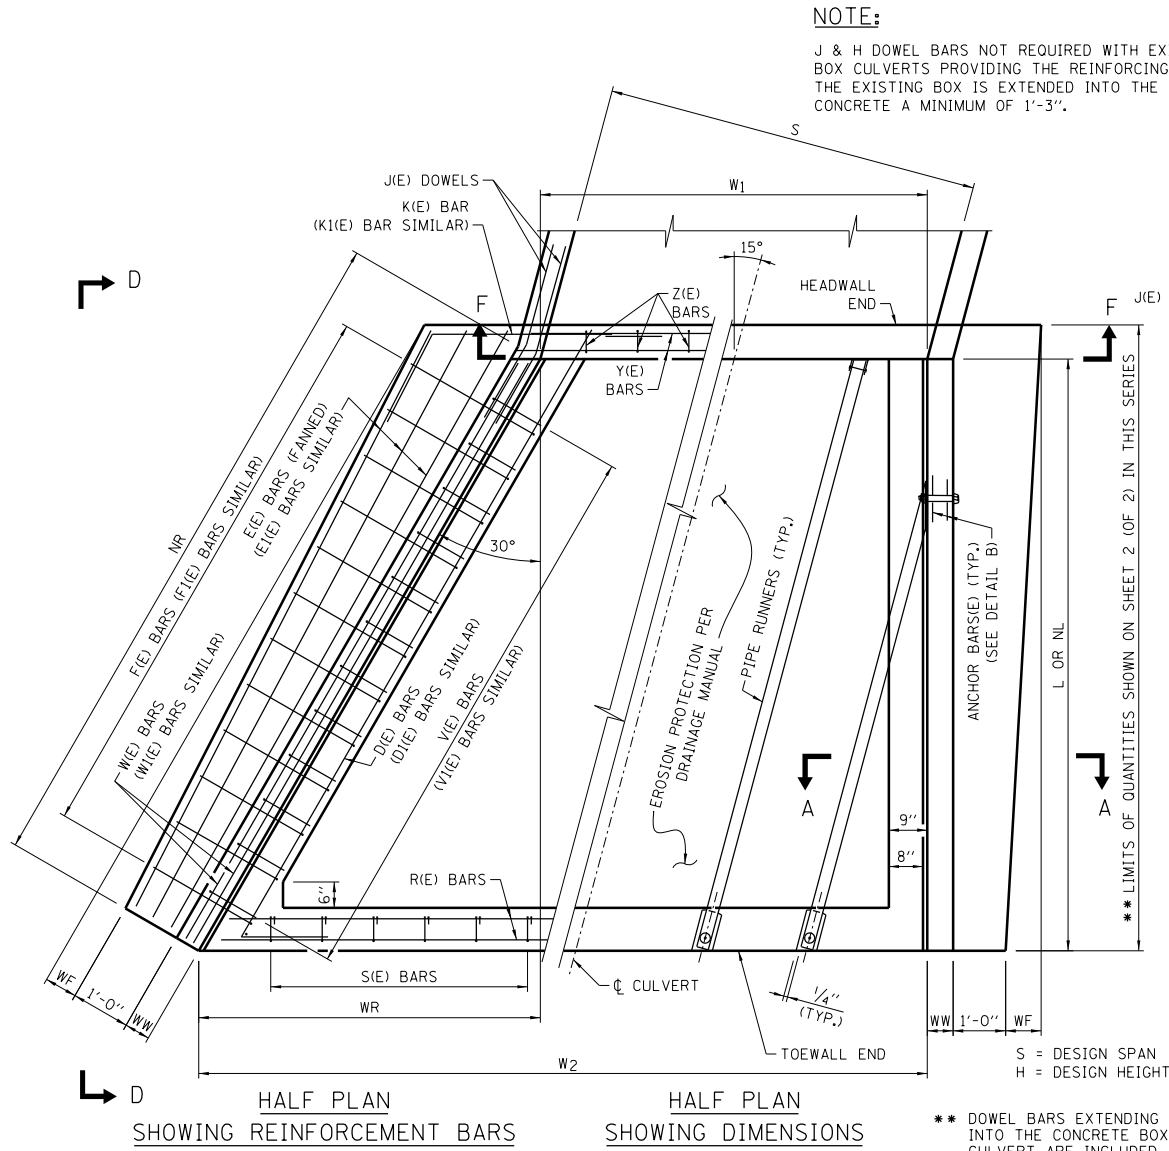 NOTE:
J & H DOWEL BARS NOT REQUIRED WITH EX
BOX CULVERTS PROVIDING THE REINFORCING
THE EXISTING BOX IS EXTENDED INTO THE
CONCRETE A MINIMUM OF 1'-3".
S
W1
J(E) DOWELS
K(E) BAR
(K1(E) BAR SIMILAR)
15°
D
Z(E)
BARS
HEADWALL
END
F
F
J(E)
Y(E)
BARS
NR
F(E) BARS (F1(E) BARS SIMILAR)
E(E) BARS (FANNED)
(E1(E) BARS SIMILAR)
W(E) BARS
(W1(E) BARS SIMILAR)
30°
D(E) BARS
(D1(E) BARS SIMILAR)
V(E) BARS
(V1(E) BARS SIMILAR)
EROSION PROTECTION PER
DRAINAGE MANUAL
PIPE RUNNERS (TYP.)
ANCHOR BARS(E) (TYP.)
(SEE DETAIL B)
L OR NL
** LIMITS OF QUANTITIES SHOWN ON SHEET 2 (OF 2) IN THIS SERIES
A
A
9"
8"
6"
R(E) BARS
S(E) BARS
WR
℄ CULVERT
1/4"
(TYP.)
WF
1'-0"
WW
WW
1'-0"
WF
TOEWALL END
W2
S = DESIGN SPAN
H = DESIGN HEIGHT
D
HALF PLAN
SHOWING REINFORCEMENT BARS
HALF PLAN
SHOWING DIMENSIONS
** DOWEL BARS EXTENDING
INTO THE CONCRETE BOX
CULVERT ARE INCLUDED